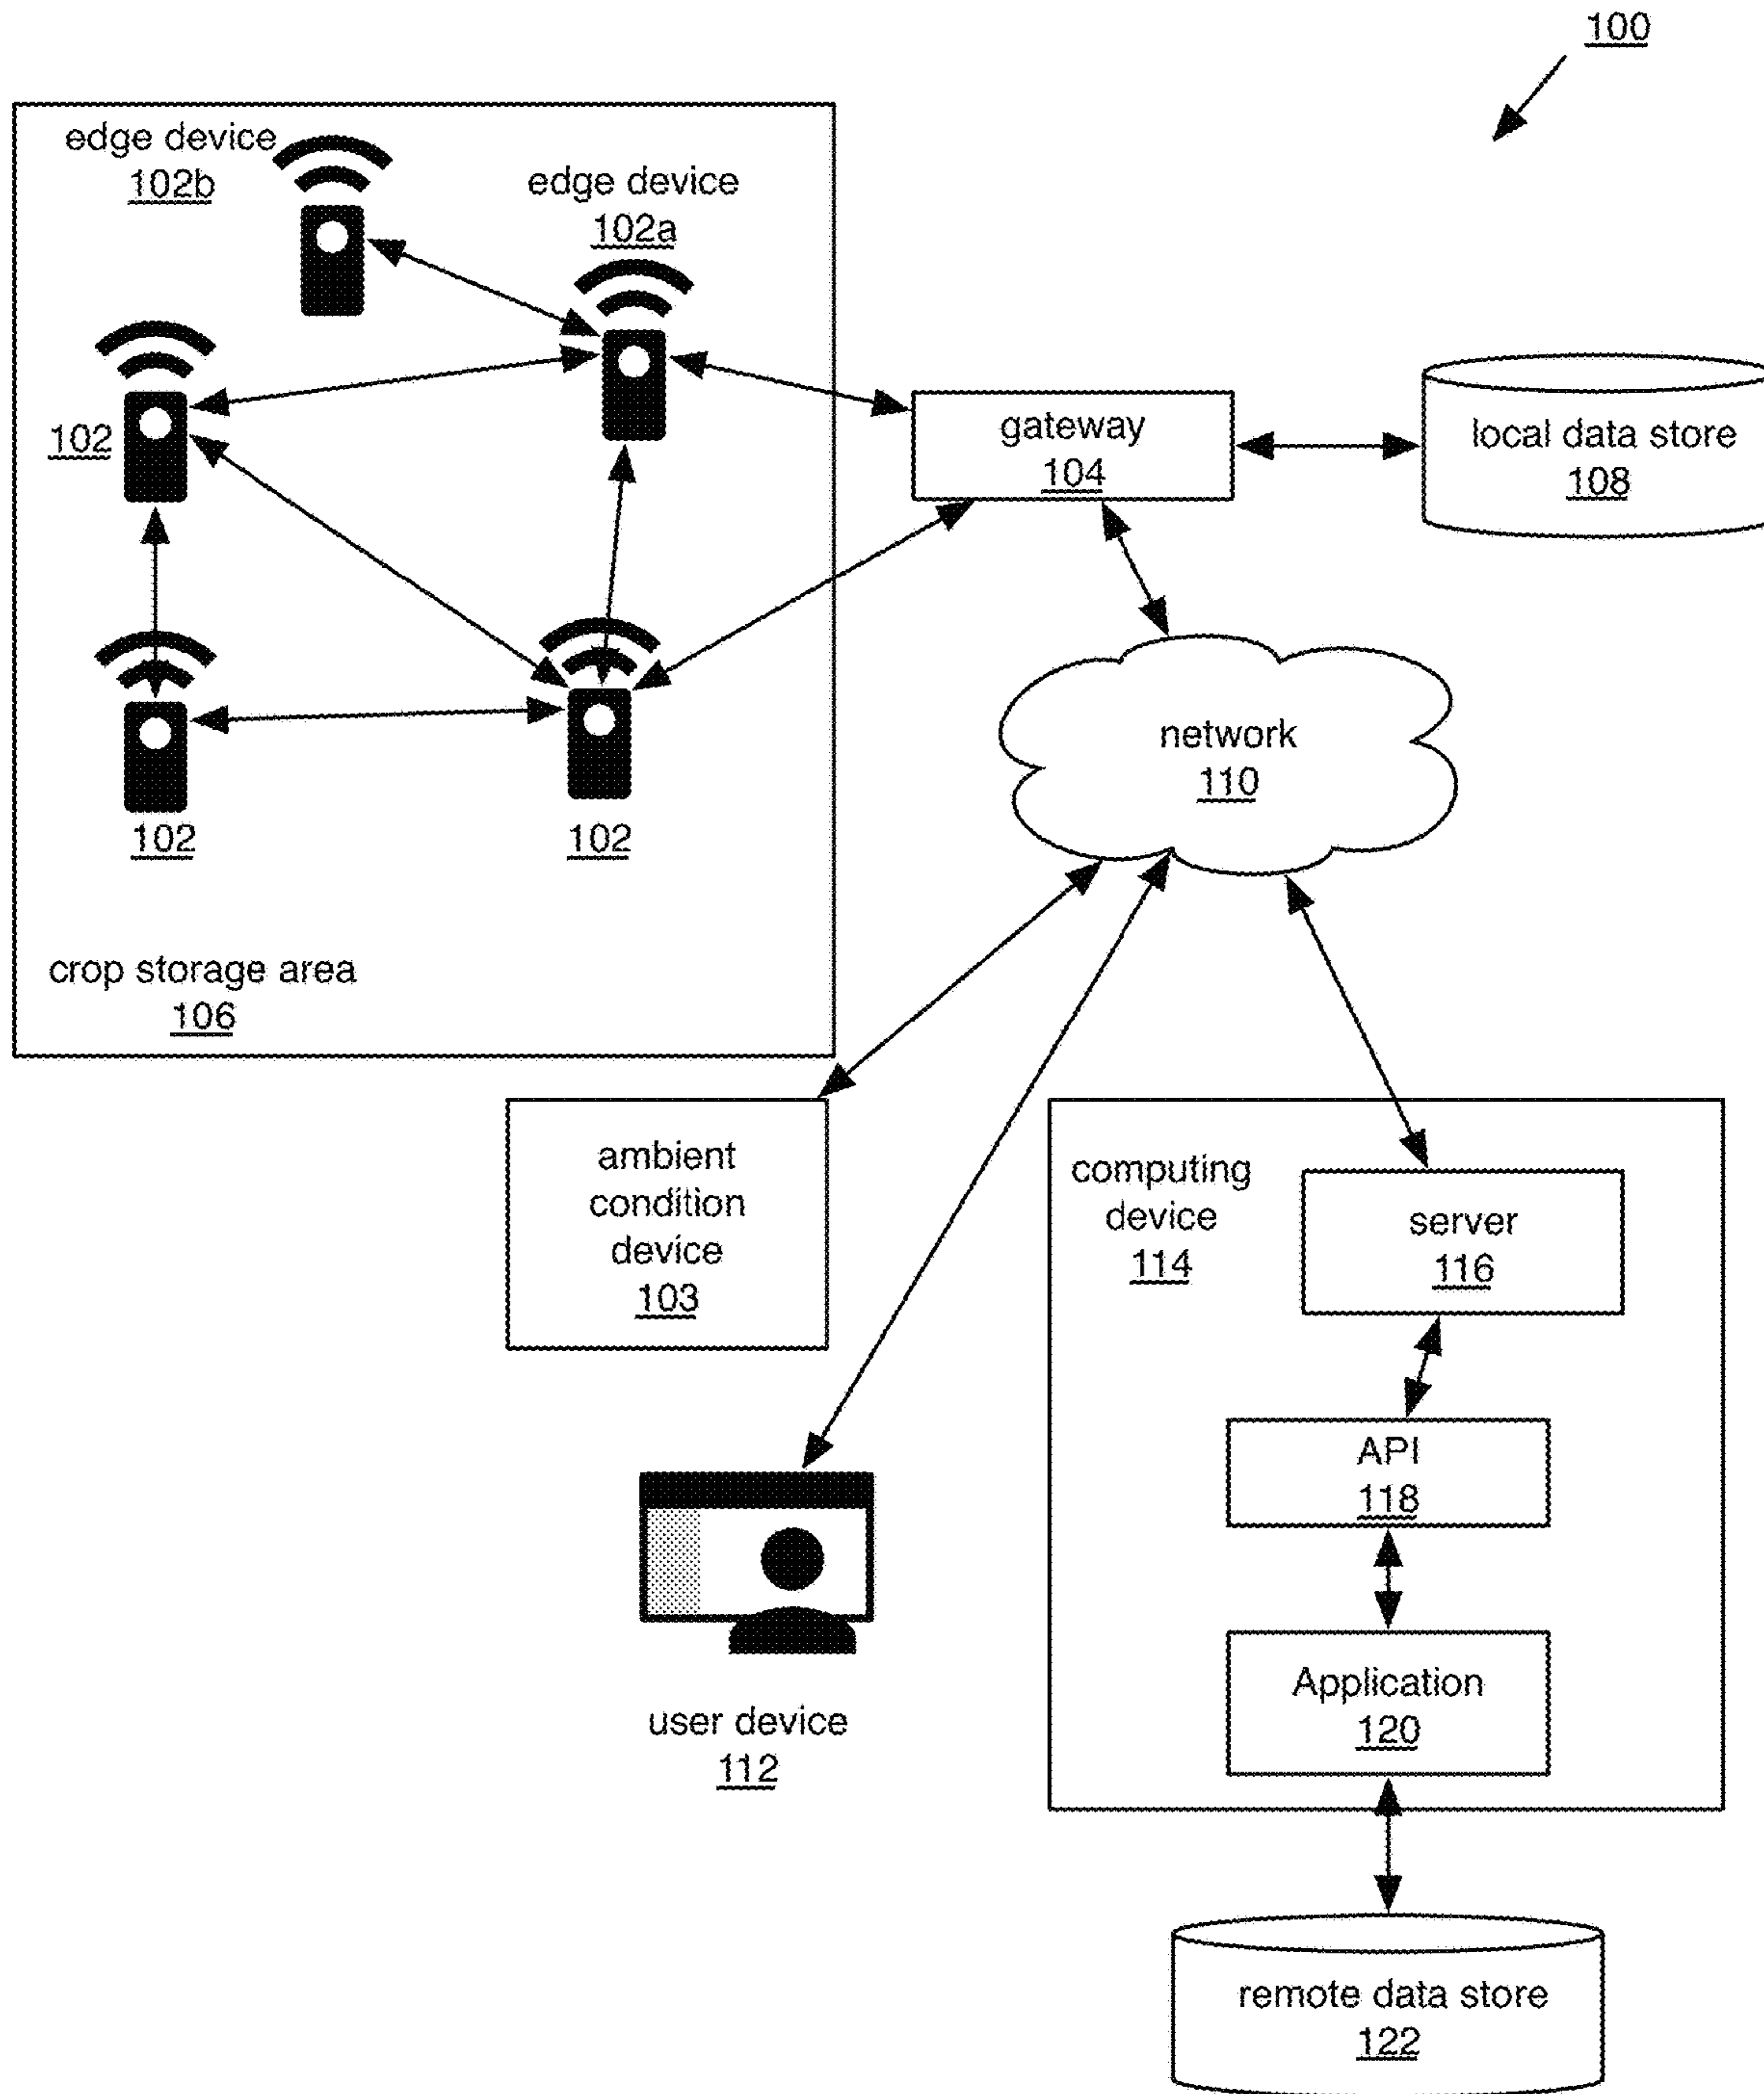 100
edge device
102b
edge device
102a
102
gateway
104
local data store
108
network
110
102
102
crop storage area
106
ambient
condition
device
103
computing
device
114
server
116
API
118
Application
120
user device
112
remote data store
122